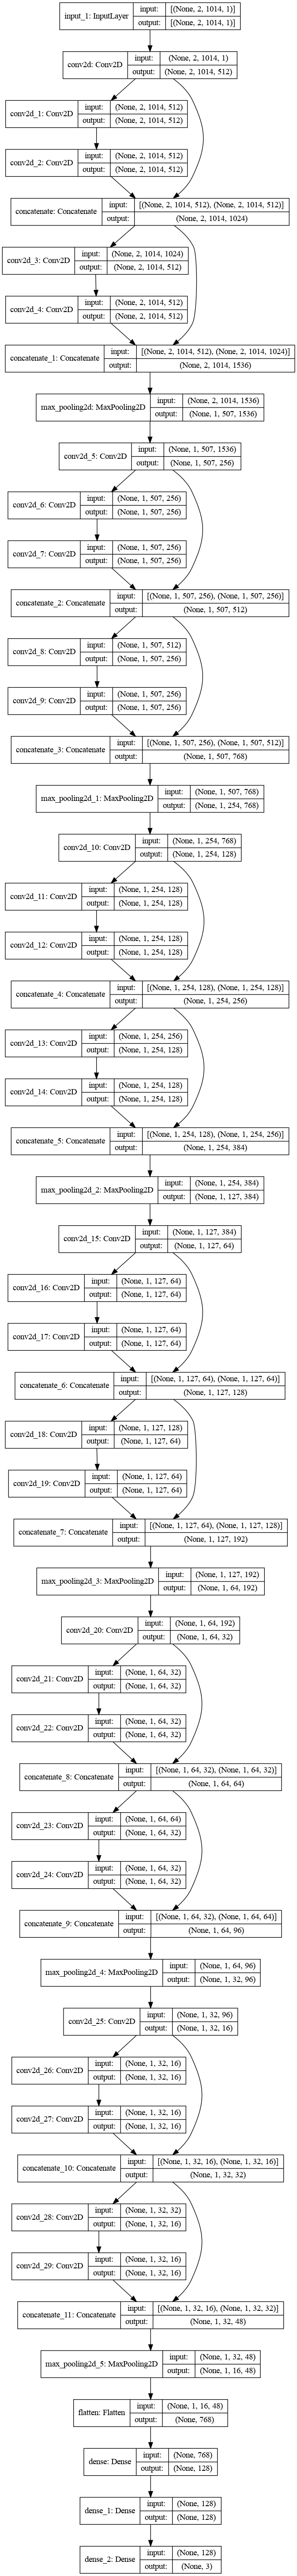 input_1: InputLayer
input:
[(None, 2, 1014, 1)]
output:
[(None, 2, 1014, 1)]
conv2d: Conv2D
input:
(None, 2, 1014, 1)
output:
(None, 2, 1014, 512)
conv2d_1: Conv2D
input:
(None, 2, 1014, 512)
output:
(None, 2, 1014, 512)
conv2d_2: Conv2D
input:
(None, 2, 1014, 512)
output:
(None, 2, 1014, 512)
concatenate: Concatenate
input:
[(None, 2, 1014, 512), (None, 2, 1014, 512)]
output:
(None, 2, 1014, 1024)
conv2d_3: Conv2D
input:
(None, 2, 1014, 1024)
output:
(None, 2, 1014, 512)
conv2d_4: Conv2D
input:
(None, 2, 1014, 512)
output:
(None, 2, 1014, 512)
concatenate_1: Concatenate
input:
[(None, 2, 1014, 512), (None, 2, 1014, 1024)]
output:
(None, 2, 1014, 1536)
max_pooling2d: MaxPooling2D
input:
(None, 2, 1014, 1536)
output:
(None, 1, 507, 1536)
conv2d_5: Conv2D
input:
(None, 1, 507, 1536)
output:
(None, 1, 507, 256)
conv2d_6: Conv2D
input:
(None, 1, 507, 256)
output:
(None, 1, 507, 256)
conv2d_7: Conv2D
input:
(None, 1, 507, 256)
output:
(None, 1, 507, 256)
concatenate_2: Concatenate
input:
[(None, 1, 507, 256), (None, 1, 507, 256)]
output:
(None, 1, 507, 512)
conv2d_8: Conv2D
input:
(None, 1, 507, 512)
output:
(None, 1, 507, 256)
conv2d_9: Conv2D
input:
(None, 1, 507, 256)
output:
(None, 1, 507, 256)
concatenate_3: Concatenate
input:
[(None, 1, 507, 256), (None, 1, 507, 512)]
output:
(None, 1, 507, 768)
max_pooling2d_1: MaxPooling2D
input:
(None, 1, 507, 768)
output:
(None, 1, 254, 768)
conv2d_10: Conv2D
input:
(None, 1, 254, 768)
output:
(None, 1, 254, 128)
conv2d_11: Conv2D
input:
(None, 1, 254, 128)
output:
(None, 1, 254, 128)
conv2d_12: Conv2D
input:
(None, 1, 254, 128)
output:
(None, 1, 254, 128)
concatenate_4: Concatenate
input:
[(None, 1, 254, 128), (None, 1, 254, 128)]
output:
(None, 1, 254, 256)
conv2d_13: Conv2D
input:
(None, 1, 254, 256)
output:
(None, 1, 254, 128)
conv2d_14: Conv2D
input:
(None, 1, 254, 128)
output:
(None, 1, 254, 128)
concatenate_5: Concatenate
input:
[(None, 1, 254, 128), (None, 1, 254, 256)]
output:
(None, 1, 254, 384)
max_pooling2d_2: MaxPooling2D
input:
(None, 1, 254, 384)
output:
(None, 1, 127, 384)
conv2d_15: Conv2D
input:
(None, 1, 127, 384)
output:
(None, 1, 127, 64)
conv2d_16: Conv2D
input:
(None, 1, 127, 64)
output:
(None, 1, 127, 64)
conv2d_17: Conv2D
input:
(None, 1, 127, 64)
output:
(None, 1, 127, 64)
concatenate_6: Concatenate
input:
[(None, 1, 127, 64), (None, 1, 127, 64)]
output:
(None, 1, 127, 128)
conv2d_18: Conv2D
input:
(None, 1, 127, 128)
output:
(None, 1, 127, 64)
conv2d_19: Conv2D
input:
(None, 1, 127, 64)
output:
(None, 1, 127, 64)
concatenate_7: Concatenate
input:
[(None, 1, 127, 64), (None, 1, 127, 128)]
output:
(None, 1, 127, 192)
max_pooling2d_3: MaxPooling2D
input:
(None, 1, 127, 192)
output:
(None, 1, 64, 192)
conv2d_20: Conv2D
input:
(None, 1, 64, 192)
output:
(None, 1, 64, 32)
conv2d_21: Conv2D
input:
(None, 1, 64, 32)
output:
(None, 1, 64, 32)
conv2d_22: Conv2D
input:
(None, 1, 64, 32)
output:
(None, 1, 64, 32)
concatenate_8: Concatenate
input:
[(None, 1, 64, 32), (None, 1, 64, 32)]
output:
(None, 1, 64, 64)
conv2d_23: Conv2D
input:
(None, 1, 64, 64)
output:
(None, 1, 64, 32)
conv2d_24: Conv2D
input:
(None, 1, 64, 32)
output:
(None, 1, 64, 32)
concatenate_9: Concatenate
input:
[(None, 1, 64, 32), (None, 1, 64, 64)]
output:
(None, 1, 64, 96)
max_pooling2d_4: MaxPooling2D
input:
(None, 1, 64, 96)
output:
(None, 1, 32, 96)
conv2d_25: Conv2D
input:
(None, 1, 32, 96)
output:
(None, 1, 32, 16)
conv2d_26: Conv2D
input:
(None, 1, 32, 16)
output:
(None, 1, 32, 16)
conv2d_27: Conv2D
input:
(None, 1, 32, 16)
output:
(None, 1, 32, 16)
concatenate_10: Concatenate
input:
[(None, 1, 32, 16), (None, 1, 32, 16)]
output:
(None, 1, 32, 32)
conv2d_28: Conv2D
input:
(None, 1, 32, 32)
output:
(None, 1, 32, 16)
conv2d_29: Conv2D
input:
(None, 1, 32, 16)
output:
(None, 1, 32, 16)
concatenate_11: Concatenate
input:
[(None, 1, 32, 16), (None, 1, 32, 32)]
output:
(None, 1, 32, 48)
max_pooling2d_5: MaxPooling2D
input:
(None, 1, 32, 48)
output:
(None, 1, 16, 48)
flatten: Flatten
input:
(None, 1, 16, 48)
output:
(None, 768)
dense: Dense
input:
(None, 768)
output:
(None, 128)
dense_1: Dense
input:
(None, 128)
output:
(None, 128)
dense_2: Dense
input:
(None, 128)
output:
(None, 3)